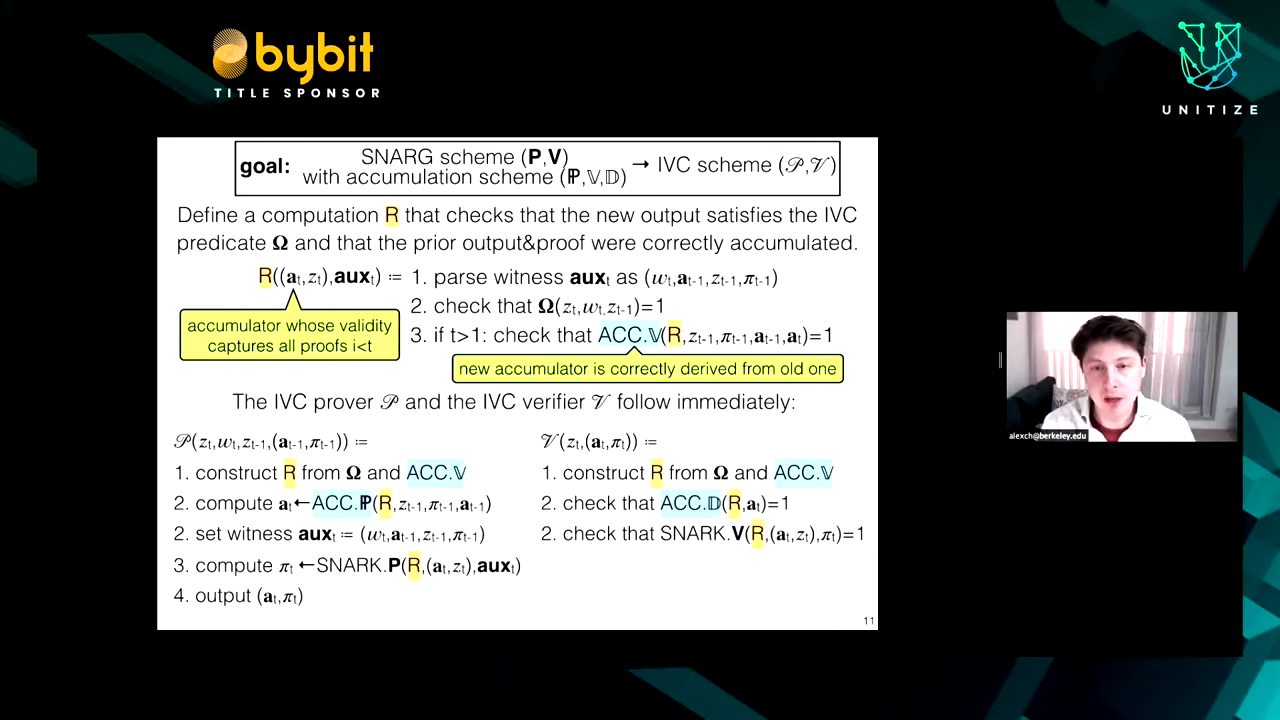 bybit
TITLE SPONSOR
UNITIZE
goal: SNARG scheme (P,V)
with accumulation scheme (ℙ,𝕍,𝔻) → IVC scheme (𝒫,𝒱)
Define a computation R that checks that the new output satisfies the IVC
predicate Ω and that the prior output&proof were correctly accumulated.
R((aₜ,zₜ),auxₜ) ≔ 1. parse witness auxₜ as (wₜ,aₜ₋₁,zₜ₋₁,πₜ₋₁)
2. check that Ω(zₜ,wₜ,zₜ₋₁)=1
3. if t>1: check that ACC.𝕍(R,zₜ₋₁,πₜ₋₁,aₜ₋₁,aₜ)=1
accumulator whose validity
captures all proofs i<t
new accumulator is correctly derived from old one
The IVC prover 𝒫 and the IVC verifier 𝒱 follow immediately:
𝒫(zₜ,wₜ,zₜ₋₁,(aₜ₋₁,πₜ₋₁)) ≔
1. construct R from Ω and ACC.𝕍
2. compute aₜ←ACC.ℙ(R,zₜ₋₁,πₜ₋₁,aₜ₋₁)
2. set witness auxₜ ≔ (wₜ,aₜ₋₁,zₜ₋₁,πₜ₋₁)
3. compute πₜ ←SNARK.P(R,(aₜ,zₜ),auxₜ)
4. output (aₜ,πₜ)
𝒱(zₜ,(aₜ,πₜ)) ≔
1. construct R from Ω and ACC.𝕍
2. check that ACC.𝔻(R,aₜ)=1
2. check that SNARK.V(R,(aₜ,zₜ),πₜ)=1
11
alexch@berkeley.edu